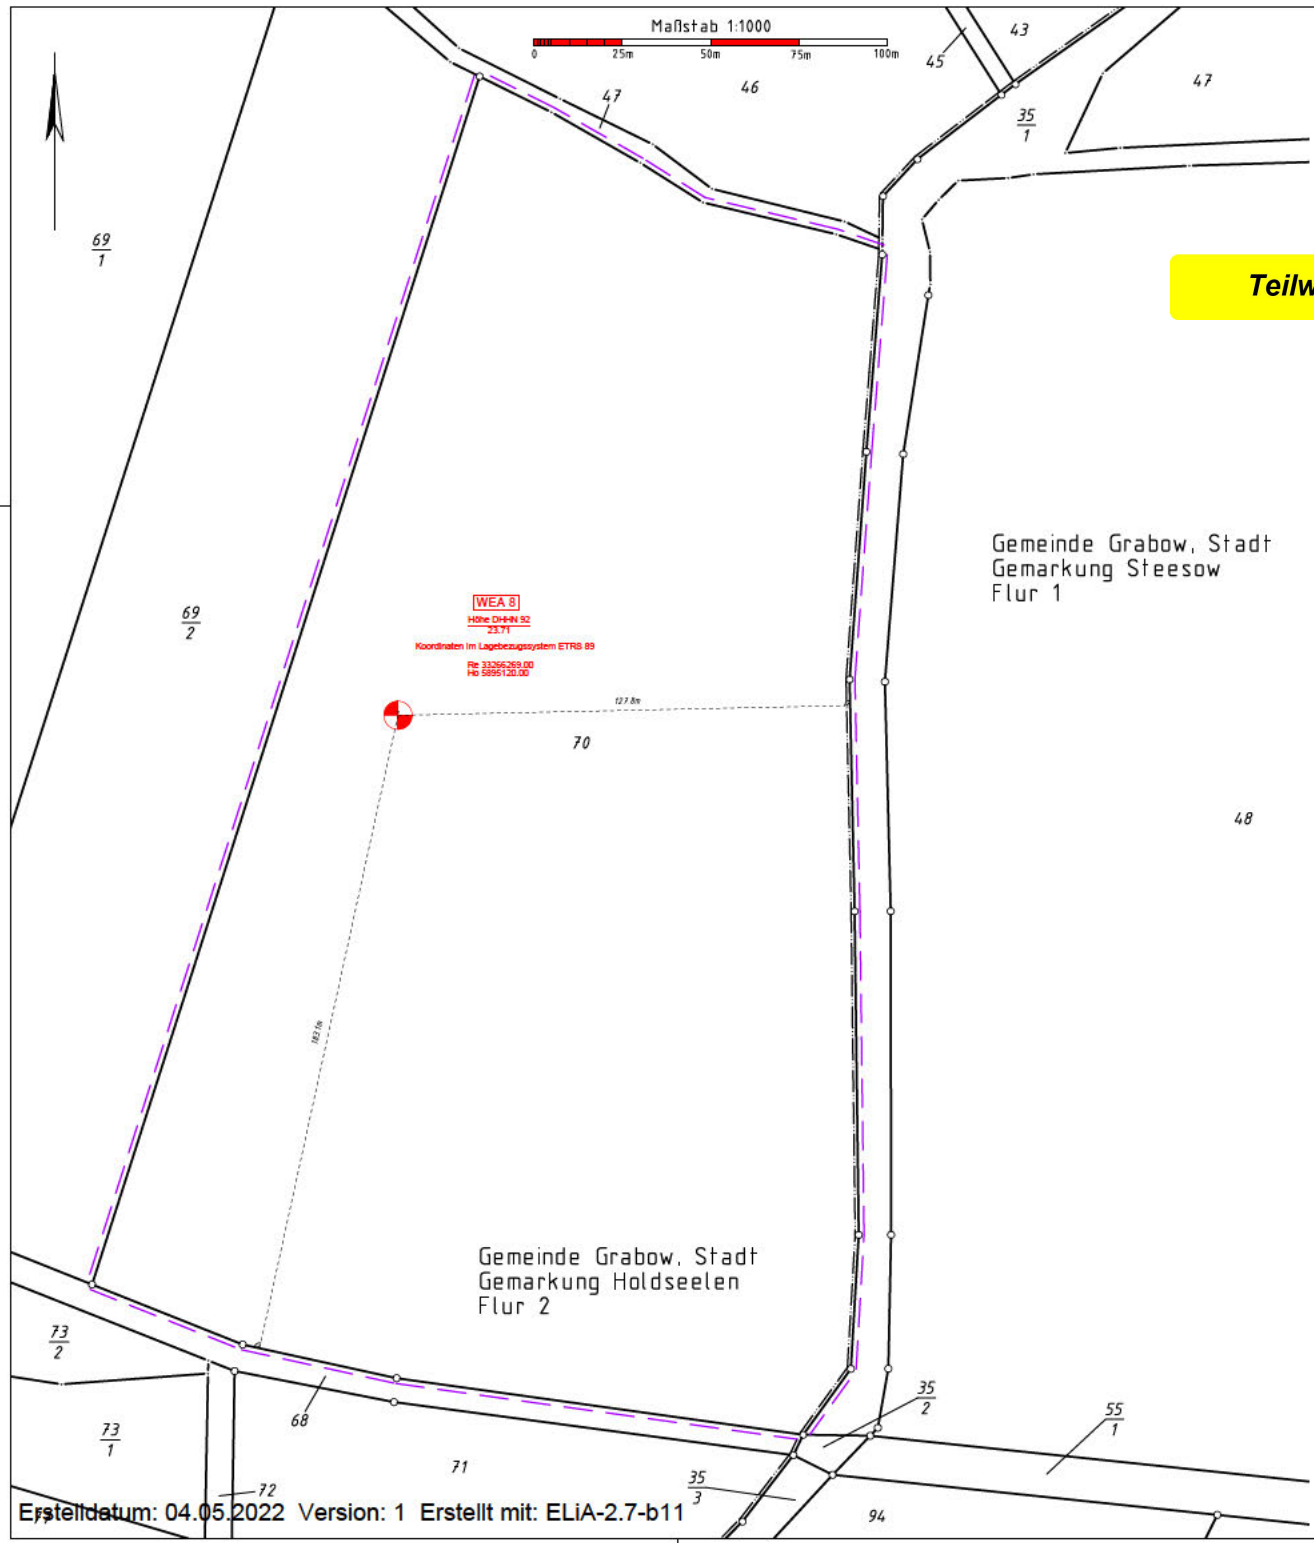 Maßstab 1:1000
0 25m 50m 75m 100m
43
45
46
47
47
35
1
69
1
Teilw
Gemeinde Grabow, Stadt
Gemarkung Steesow
Flur 1
69
2
WEA 8
Höhe DHHN 92
23.71
Koordinaten im Lagebezugssystem ETRS 89
Re 33266269.00
Ho 5895120.00
127.8m
70
48
183.1m
Gemeinde Grabow, Stadt
Gemarkung Holdseelen
Flur 2
73
2
68
35
2
55
1
73
1
71
72
35
3
94
Erstelldatum: 04.05.2022 Version: 1 Erstellt mit: ELiA-2.7-b11